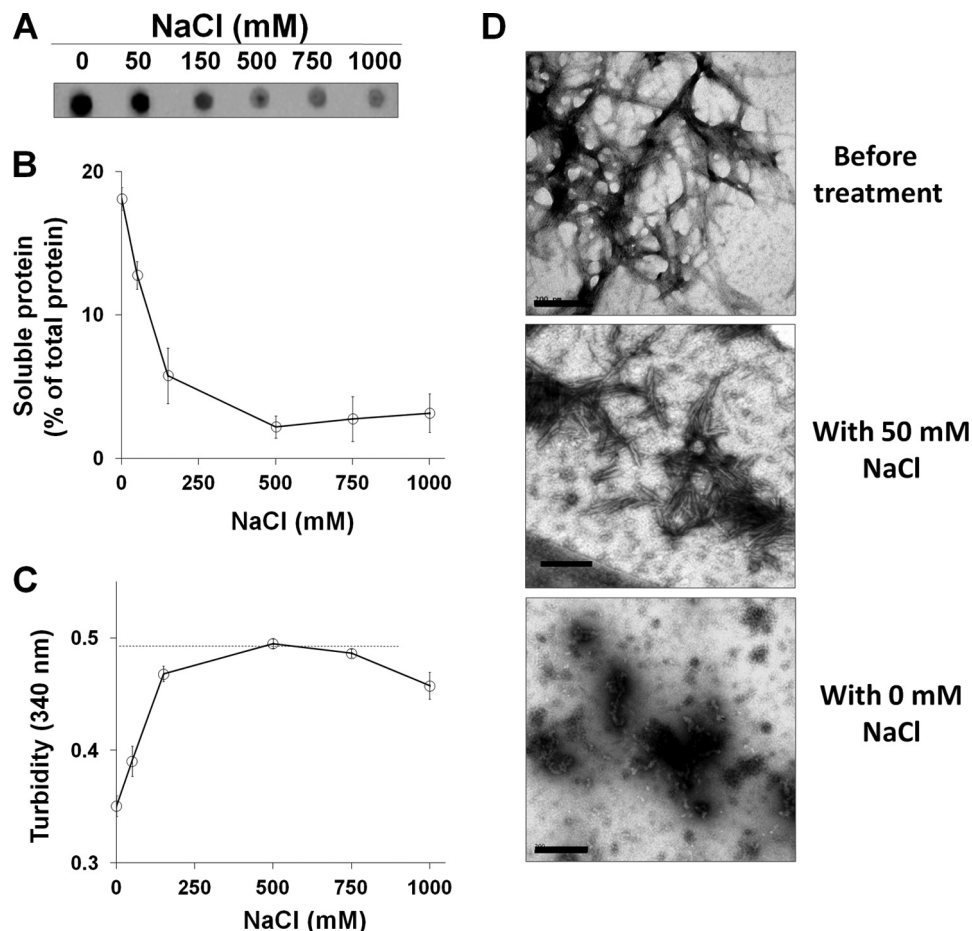 A
NaCl (mM)
0 50 150 500 750 1000
B
20
10
0
Soluble protein
(% of total protein)
0 250 500 750 1000
NaCl (mM)
C
0.5
0.4
0.3
Turbidity (340 nm)
0 250 500 750 1000
NaCl (mM)
D
Before
treatment
200 nm
With 50 mM
NaCl
With 0 mM
NaCl